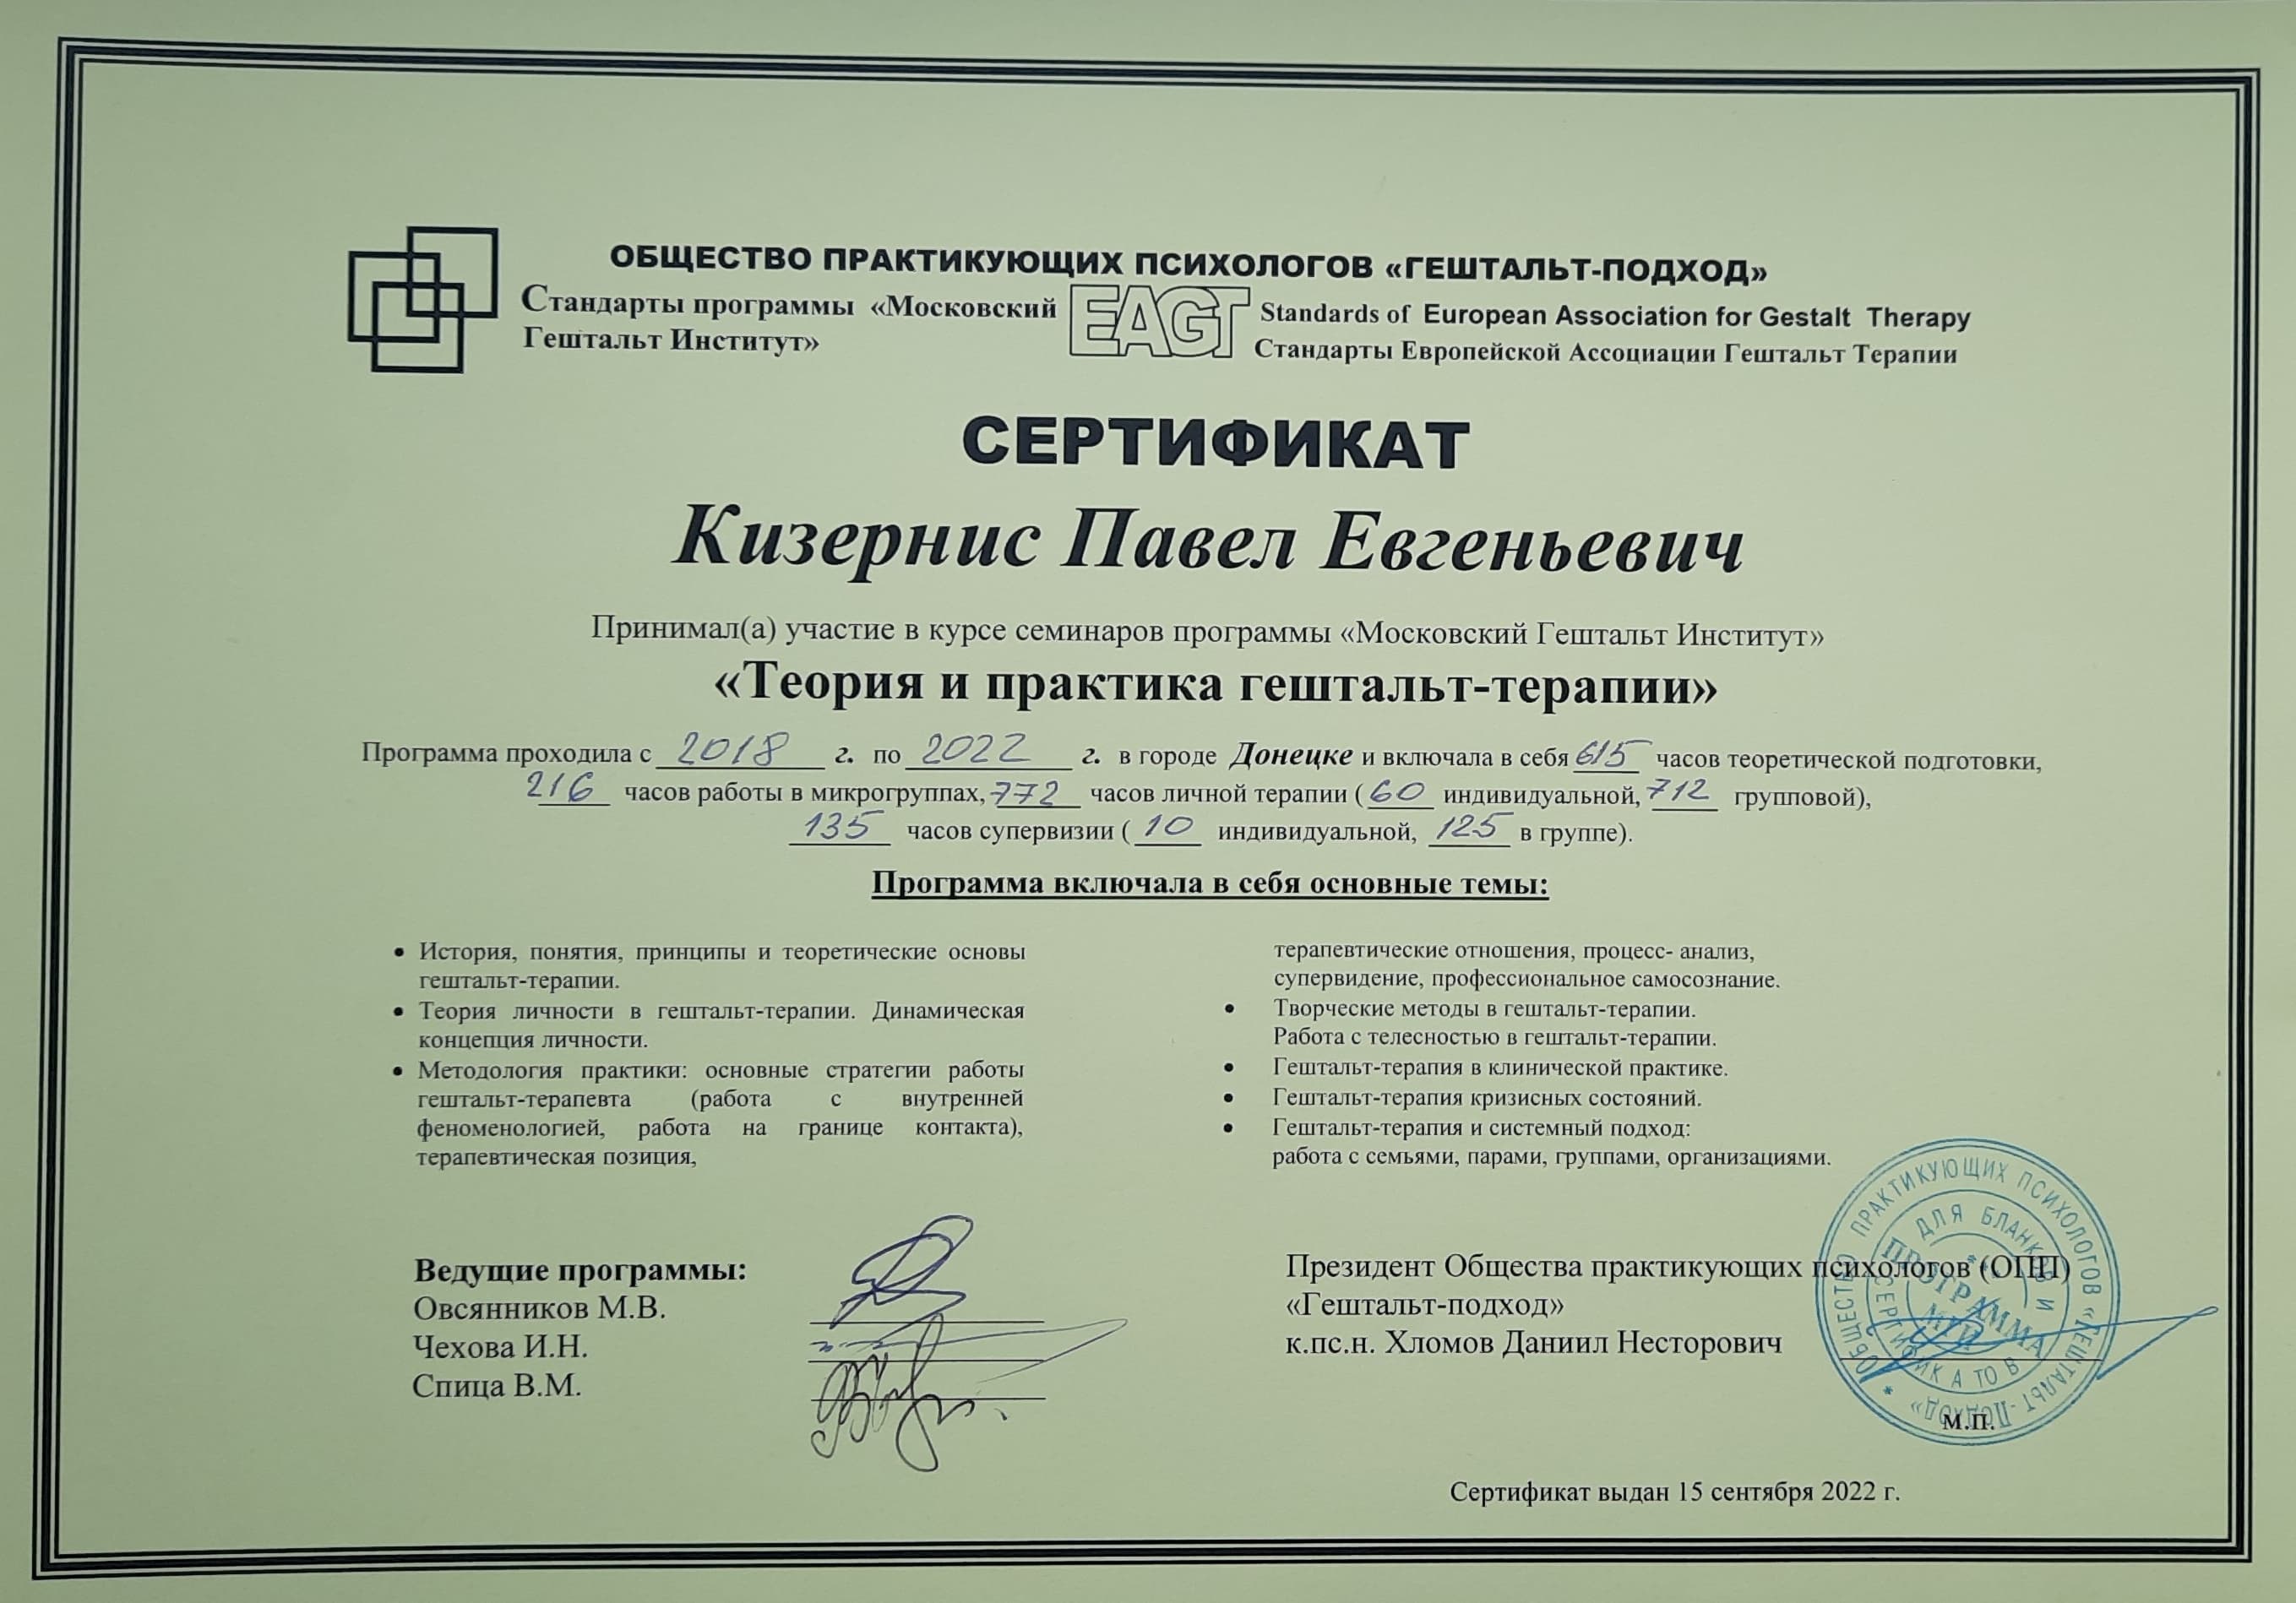 ОБЩЕСТВО ПРАКТИКУЮЩИХ ПСИХОЛОГОВ «ГЕШТАЛЬТ-ПОДХОД»
Стандарты программы «Московский
Гештальт Институт»
EAGT
Standards of European Association for Gestalt Therapy
Стандарты Европейской Ассоциации Гештальт Терапии
СЕРТИФИКАТ
Кизернис Павел Евгеньевич
Принимал(а) участие в курсе семинаров программы «Московский Гештальт Институт»
«Теория и практика гештальт-терапии»
Программа проходила с 2018 г. по 2022 г. в городе Донецке и включала в себя 615 часов теоретической подготовки,
216 часов работы в микрогруппах, 772 часов личной терапии (60 индивидуальной, 712 групповой),
135 часов супервизии (10 индивидуальной, 125 в группе).
Программа включала в себя основные темы:
• История, понятия, принципы и теоретические основы
гештальт-терапии.
• Теория личности в гештальт-терапии. Динамическая
концепция личности.
• Методология практики: основные стратегии работы
гештальт-терапевта (работа с внутренней
феноменологией, работа на границе контакта),
терапевтическая позиция,
терапевтические отношения, процесс- анализ,
супервидение, профессиональное самосознание.
• Творческие методы в гештальт-терапии.
Работа с телесностью в гештальт-терапии.
• Гештальт-терапия в клинической практике.
• Гештальт-терапия кризисных состояний.
• Гештальт-терапия и системный подход:
работа с семьями, парами, группами, организациями.
Ведущие программы:
Овсянников М.В.
Чехова И.Н.
Спица В.М.
Президент Общества практикующих психологов (ОПП)
«Гештальт-подход»
к.пс.н. Хломов Даниил Несторович
ОБЩЕСТВО ПРАКТИКУЮЩИХ ПСИХОЛОГОВ «ГЕШТАЛЬТ-ПОДХОД» *
ДЛЯ БЛАНКОВ И СЕРТИФИКАТОВ
ПРОГРАММА
МГИ
М.П.
Сертификат выдан 15 сентября 2022 г.